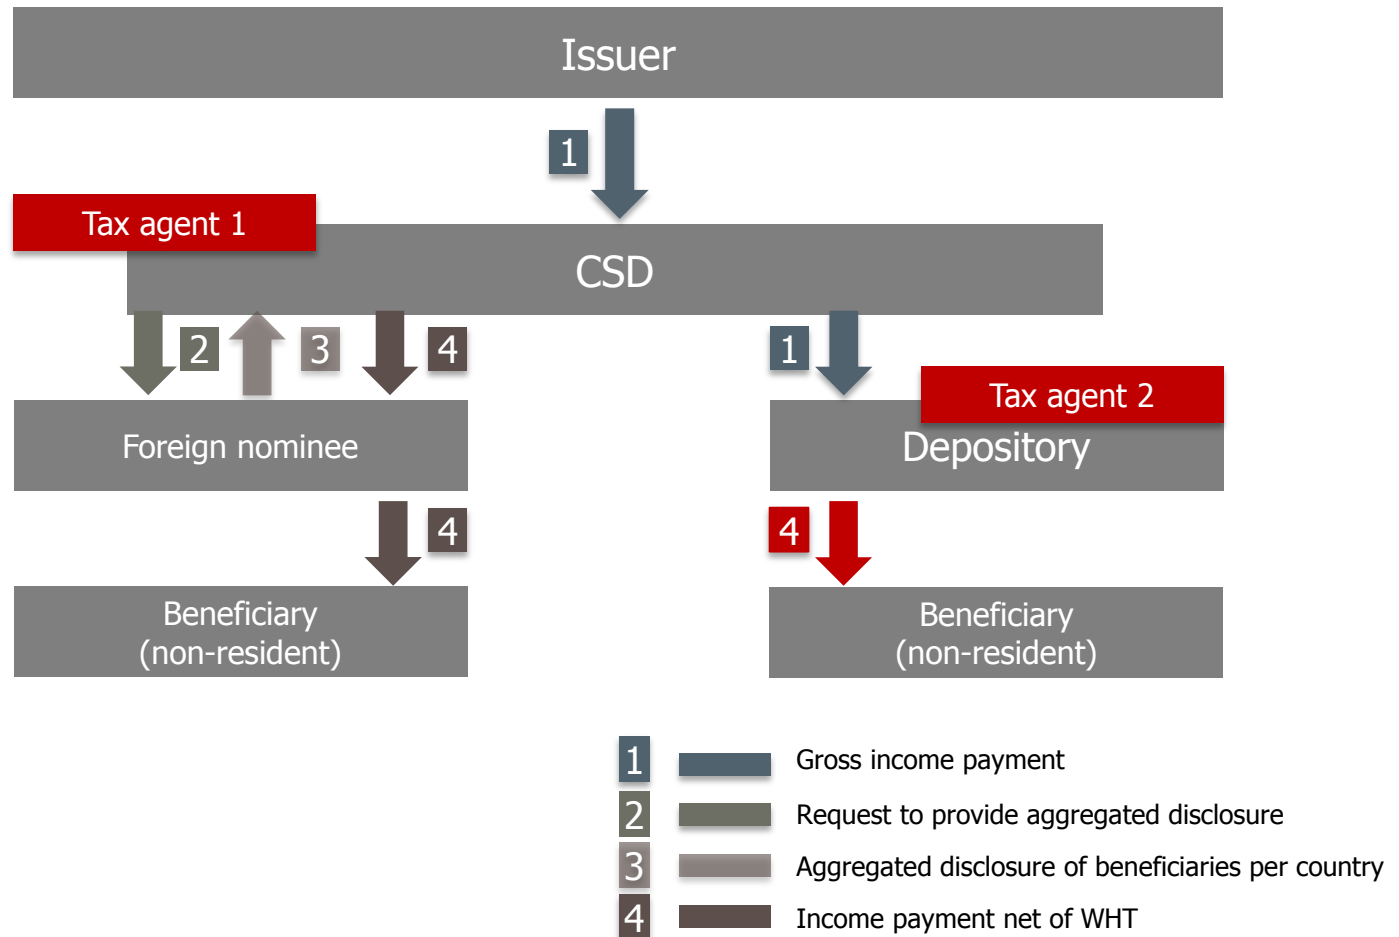 Issuer
1
Tax agent 1
CSD
2
3
4
1
Tax agent 2
Foreign nominee
Depository
4
4
Beneficiary
(non-resident)
Beneficiary
(non-resident)
1 Gross income payment
2 Request to provide aggregated disclosure
3 Aggregated disclosure of beneficiaries per country
4 Income payment net of WHT